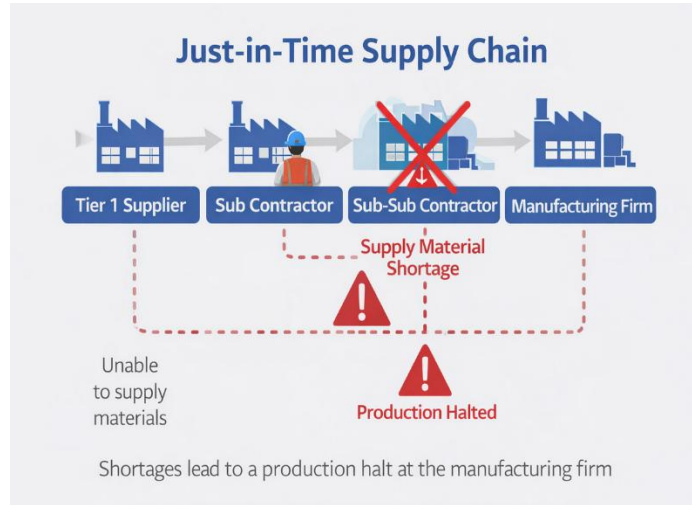 Just-in-Time Supply Chain
Tier 1 Supplier
Sub Contractor
Sub-Sub Contractor
Manufacturing Firm
Supply Material
Shortage
Unable
to supply
materials
Production Halted
Shortages lead to a production halt at the manufacturing firm